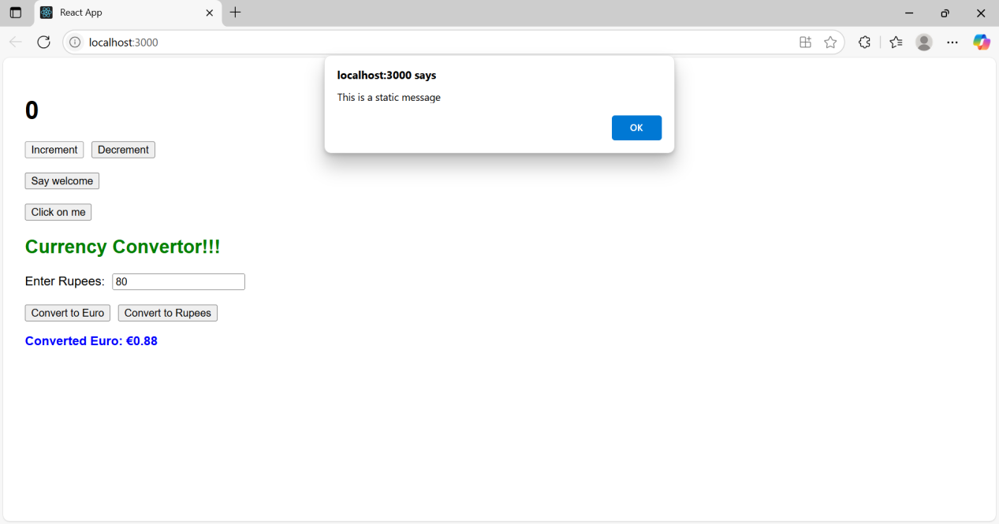 React App
localhost:3000
localhost:3000 says
This is a static message
OK
0
Increment Decrement
Say welcome
Click on me
Currency Convertor!!!
Enter Rupees: 80
Convert to Euro Convert to Rupees
Converted Euro: €0.88